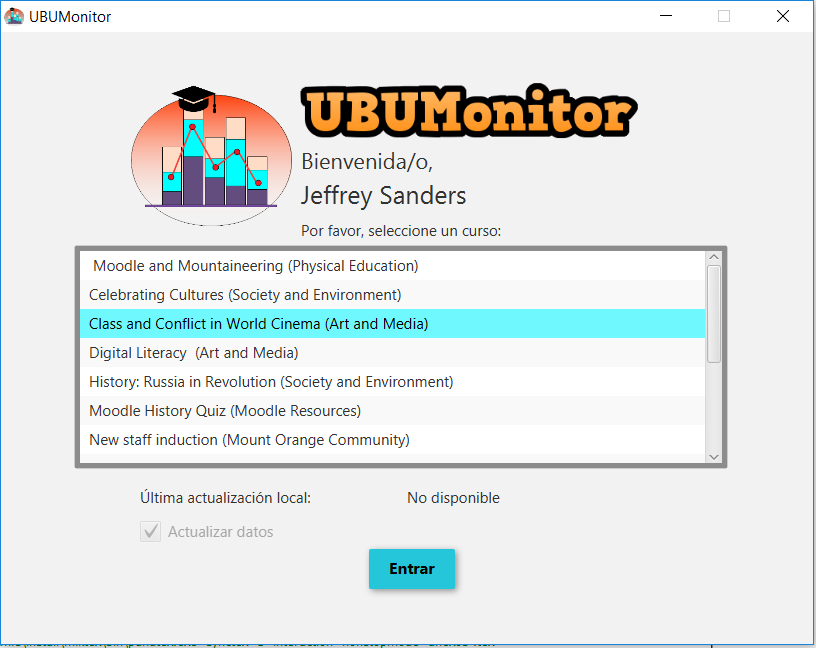 UBUMonitor
UBUMonitor
Bienvenida/o,
Jeffrey Sanders
Por favor, seleccione un curso:
Moodle and Mountaineering (Physical Education)
Celebrating Cultures (Society and Environment)
Class and Conflict in World Cinema (Art and Media)
Digital Literacy  (Art and Media)
History: Russia in Revolution (Society and Environment)
Moodle History Quiz (Moodle Resources)
New staff induction (Mount Orange Community)
Última actualización local: No disponible
Actualizar datos
Entrar